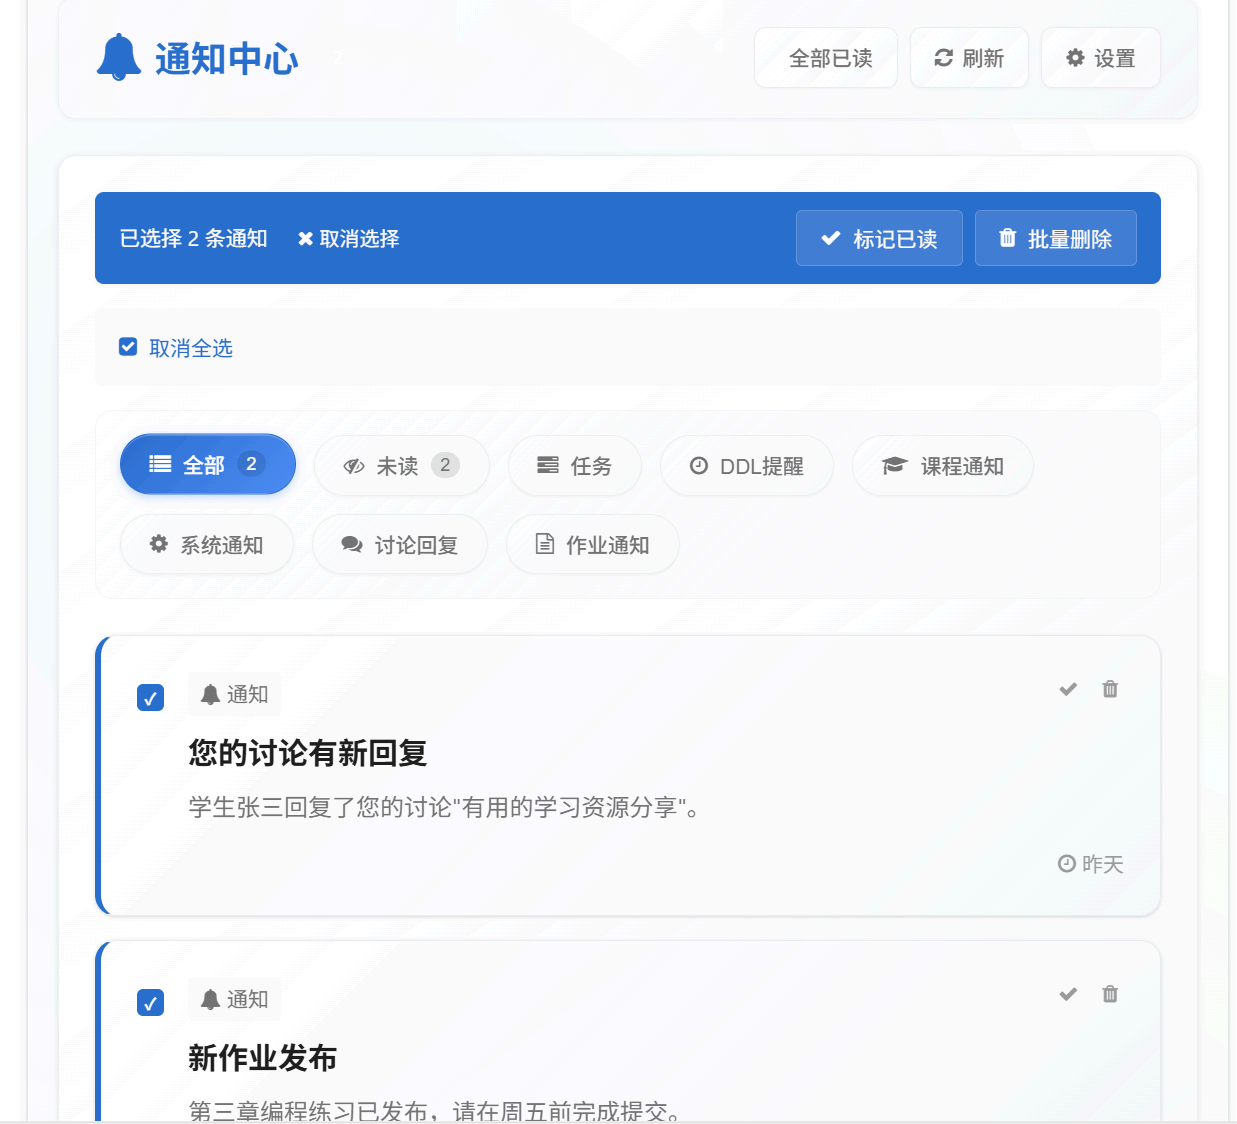 通知中心 2 全部已读 刷新 设置
已选择 2 条通知 取消选择 标记已读 批量删除
取消全选
全部 2 未读 2 任务 DDL提醒 课程通知
系统通知 讨论回复 作业通知
通知
您的讨论有新回复
学生张三回复了您的讨论"有用的学习资源分享"。
昨天
通知
新作业发布
第三章编程练习已发布，请在周五前完成提交。